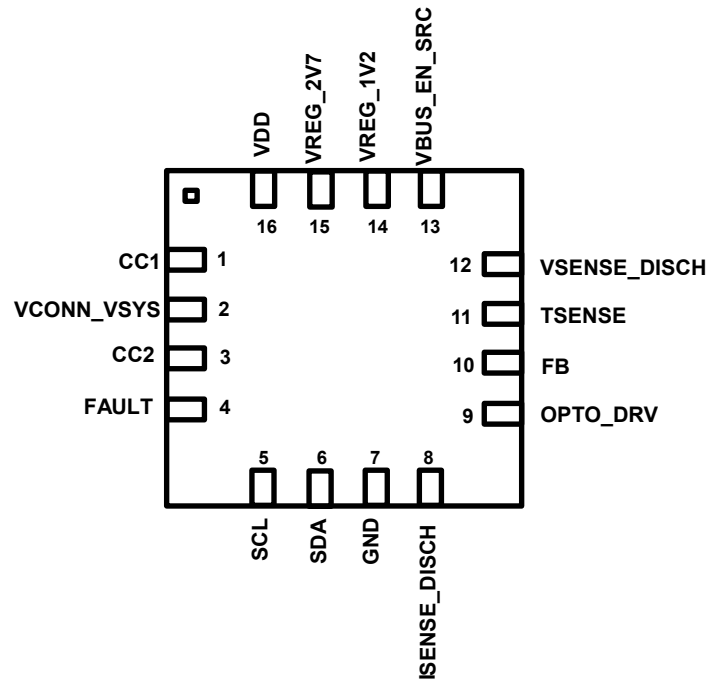 VDD
VREG_2V7
VREG_1V2
VBUS_EN_SRC
16 15 14 13
CC1 1
12 VSENSE_DISCH
VCONN_VSYS 2
11 TSENSE
CC2 3
10 FB
FAULT 4
9 OPTO_DRV
5 6 7 8
SCL
SDA
GND
ISENSE_DISCH